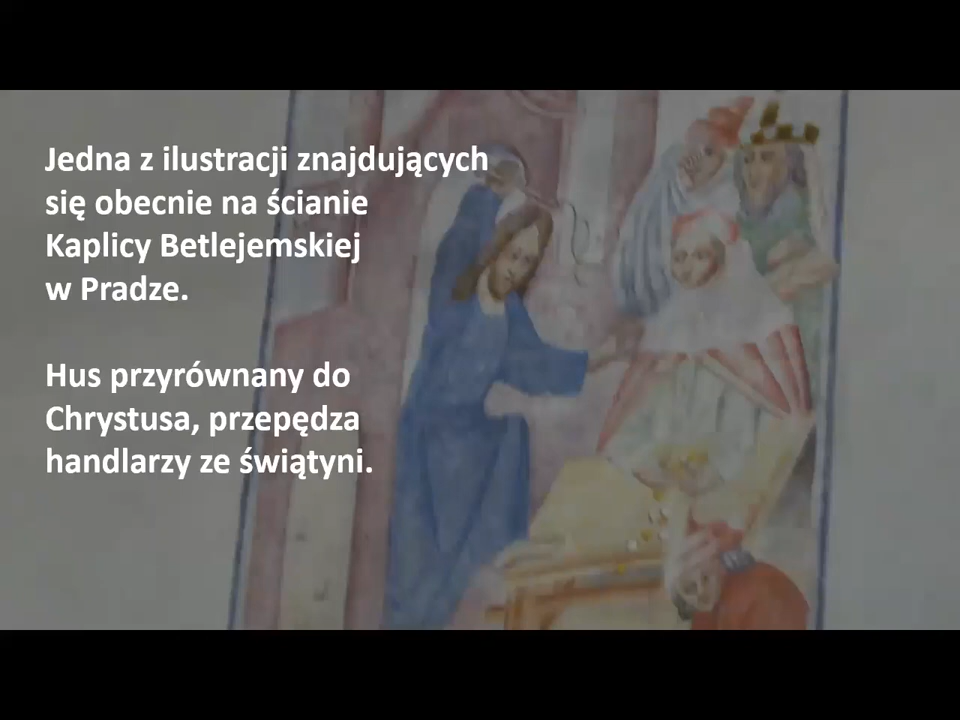 Jedna z ilustracji znajdujących
się obecnie na ścianie
Kaplicy Betlejemskiej
w Pradze.
Hus przyrównany do
Chrystusa, przepędza
handlarzy ze świątyni.